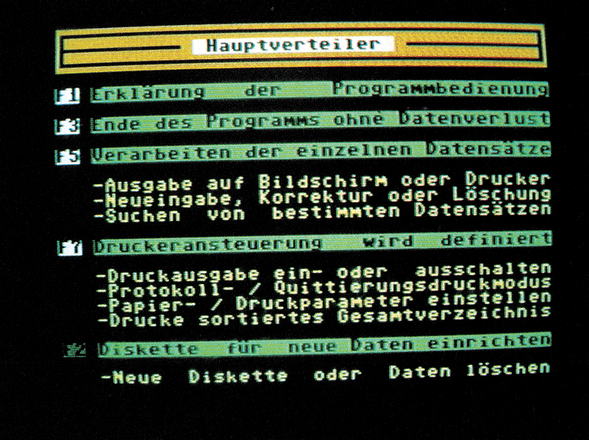 Hauptverteiler
F1 Erklärung der Programmbedienung
F3 Ende des Programms ohne Datenverlust
F5 Verarbeiten der einzelnen Datensätze
-Ausgabe auf Bildschirm oder Drucker
-Neueingabe, Korrektur oder Löschung
-Suchen von bestimmten Datensätzen
F7 Druckeransteuerung wird definiert
-Druckausgabe ein- oder ausschalten
-Protokoll- / Quittierungsdruckmodus
-Papier- / Druckparameter einstellen
-Drucke sortiertes Gesamtverzeichnis
F2 Diskette für neue Daten einrichten
-Neue Diskette oder Daten löschen